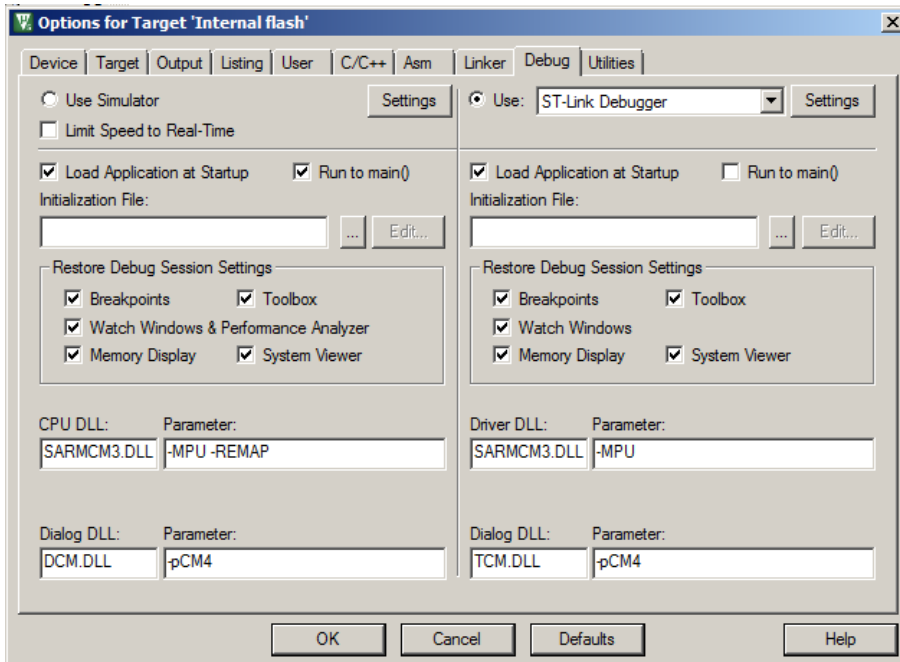 Options for Target 'Internal flash'
Device Target Output Listing User C/C++ Asm Linker Debug Utilities
Use Simulator Settings
Limit Speed to Real-Time
Use: ST-Link Debugger Settings
Load Application at Startup Run to main()
Initialization File:
... Edit...
Restore Debug Session Settings
Breakpoints Toolbox
Watch Windows & Performance Analyzer
Memory Display System Viewer
CPU DLL: Parameter:
SARMCM3.DLL -MPU -REMAP
Dialog DLL: Parameter:
DCM.DLL -pCM4
Load Application at Startup Run to main()
Initialization File:
... Edit...
Restore Debug Session Settings
Breakpoints Toolbox
Watch Windows
Memory Display System Viewer
Driver DLL: Parameter:
SARMCM3.DLL -MPU
Dialog DLL: Parameter:
TCM.DLL -pCM4
OK Cancel Defaults Help